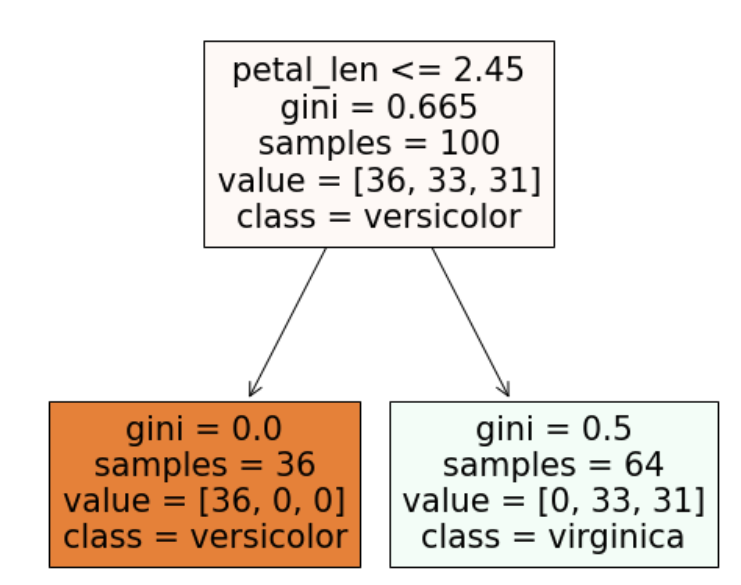 petal_len <= 2.45
gini = 0.665
samples = 100
value = [36, 33, 31]
class = versicolor
gini = 0.0
samples = 36
value = [36, 0, 0]
class = versicolor
gini = 0.5
samples = 64
value = [0, 33, 31]
class = virginica